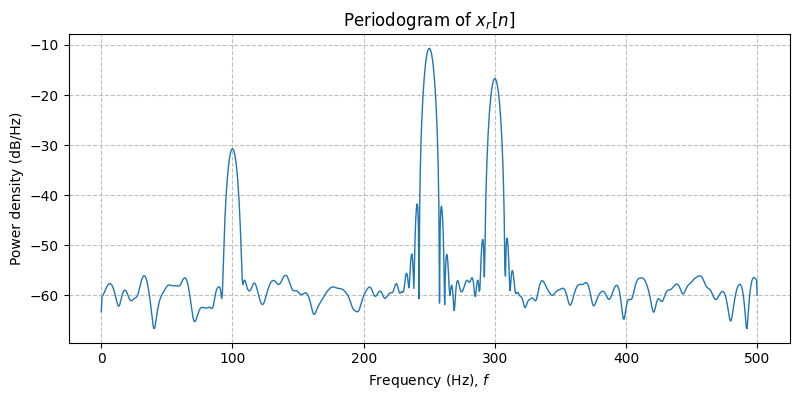 Periodogram of $x_r[n]$
Power density (dB/Hz)
−10
−20
−30
−40
−50
−60
0 100 200 300 400 500
Frequency (Hz), $f$